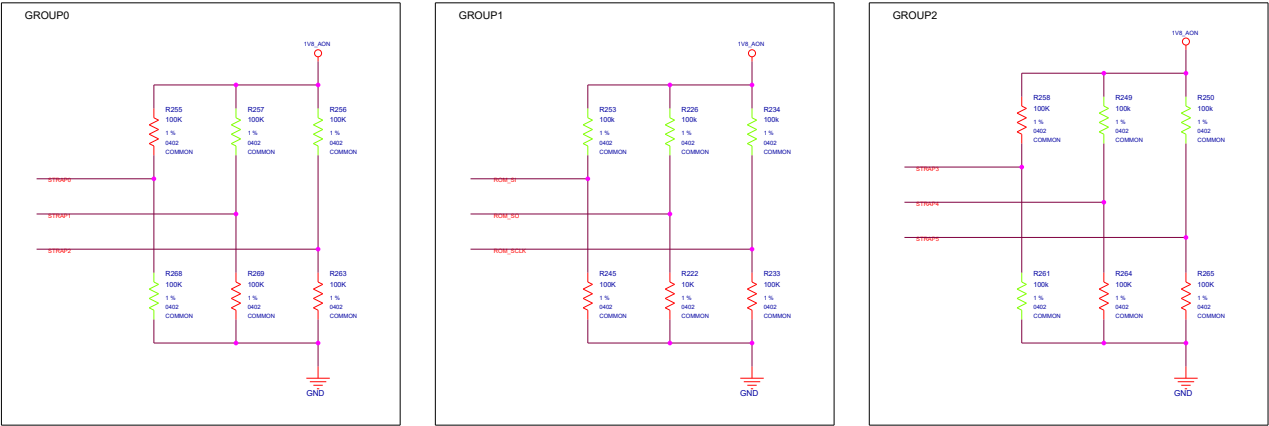 GROUP0
1V8_AON
R255
100K
1 %
0402
COMMON
R257
100K
1 %
0402
COMMON
R256
100K
1 %
0402
COMMON
STRAP0
STRAP1
STRAP2
R268
100K
1 %
0402
COMMON
R269
100K
1 %
0402
COMMON
R263
100K
1 %
0402
COMMON
GND
GROUP1
1V8_AON
R253
100k
1 %
0402
COMMON
R226
100k
1 %
0402
COMMON
R234
100k
1 %
0402
COMMON
ROM_SI
ROM_SO
ROM_SCLK
R245
100K
1 %
0402
COMMON
R222
10K
1 %
0402
COMMON
R233
100K
1 %
0402
COMMON
GND
GROUP2
1V8_AON
R258
100K
1 %
0402
COMMON
R249
100k
1 %
0402
COMMON
R250
100k
1 %
0402
COMMON
STRAP3
STRAP4
STRAP5
R261
100k
1 %
0402
COMMON
R264
100K
1 %
0402
COMMON
R265
100K
1 %
0402
COMMON
GND